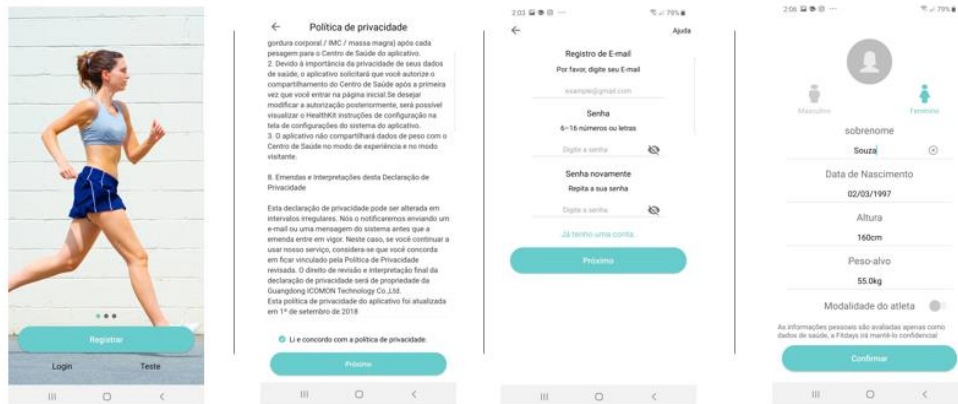 Registrar
Login
Teste
Política de privacidade
gordura corporal / IMC / massa magra) após cada
pesagem para o Centro de Saúde do aplicativo.
2. Devido à importância da privacidade de seus dados
de saúde, o aplicativo solicitará que você autorize o
compartilhamento do Centro de Saúde após a primeira
vez que você entrar na página inicial.Se desejar
modificar a autorização posteriormente, será possível
visualizar o HealthKit instruções de configuração na
tela de configurações do sistema do aplicativo.
3. O aplicativo não compartilhará dados de peso com o
Centro de Saúde no modo de experiência e no modo
visitante.
8. Emendas e Interpretações desta Declaração de
Privacidade
Esta declaração de privacidade pode ser alterada em
intervalos irregulares. Nós o notificaremos enviando um
e-mail ou uma mensagem do sistema antes que a
emenda entre em vigor. Neste caso, se você continuar a
usar nosso serviço, considera-se que você concorda
em ficar vinculado pela Política de Privacidade
revisada. O direito de revisão e interpretação final da
declaração de privacidade será de propriedade da
Guangdong ICOMON Technology Co.,Ltd.
Esta política de privacidade do aplicativo foi atualizada
em 1º de setembro de 2018
Li e concordo com a política de privacidade.
Próximo
2:03
79%
Ajuda
Registro de E-mail
Por favor, digite seu E-mail
example@gmail.com
Senha
6-16 números ou letras
Digite a senha
Senha novamente
Repita a sua senha
Digite a senha
Já tenho uma conta.
Próximo
2:06
79%
Masculino
Feminino
sobrenome
Souza
Data de Nascimento
02/03/1997
Altura
160cm
Peso-alvo
55.0kg
Modalidade do atleta
As informações pessoais são avaliadas apenas como
dados de saúde, a Fitdays irá mantê-lo confidencial
Confirmar